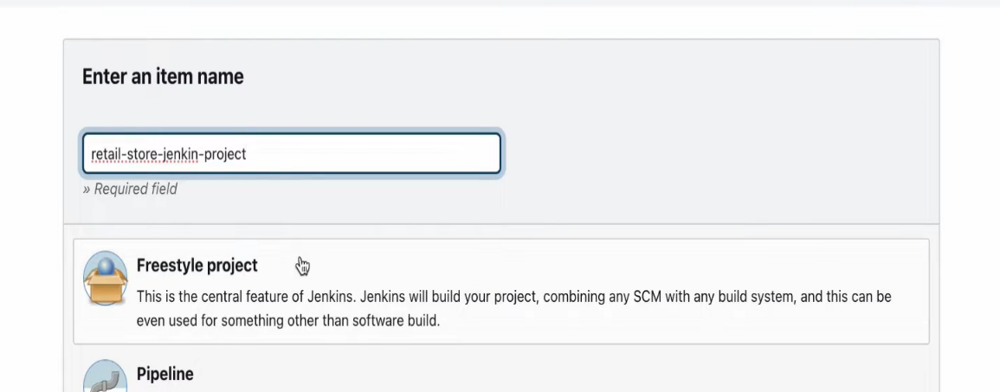 Enter an item name
retail-store-jenkin-project
» Required field
Freestyle project
This is the central feature of Jenkins. Jenkins will build your project, combining any SCM with any build system, and this can be
even used for something other than software build.
Pipeline